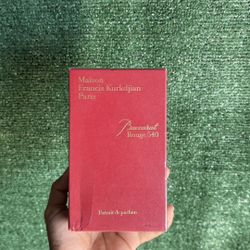 Maison
Francis Kurkdjian
Paris
Baccarat
Rouge 540
Extrait de parfum